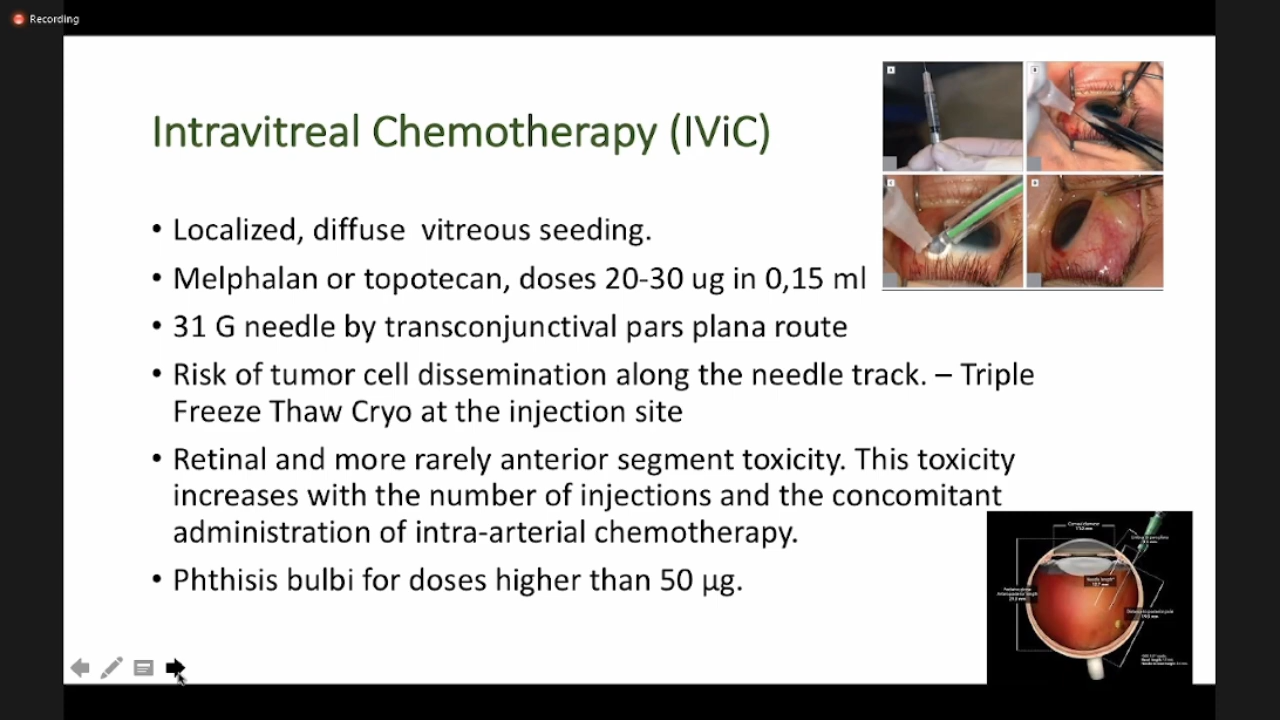 Recording
Intravitreal Chemotherapy (IViC)
• Localized, diffuse  vitreous seeding.
• Melphalan or topotecan, doses 20-30 ug in 0,15 ml
• 31 G needle by transconjunctival pars plana route
• Risk of tumor cell dissemination along the needle track. – Triple
Freeze Thaw Cryo at the injection site
• Retinal and more rarely anterior segment toxicity. This toxicity
increases with the number of injections and the concomitant
administration of intra-arterial chemotherapy.
• Phthisis bulbi for doses higher than 50 µg.